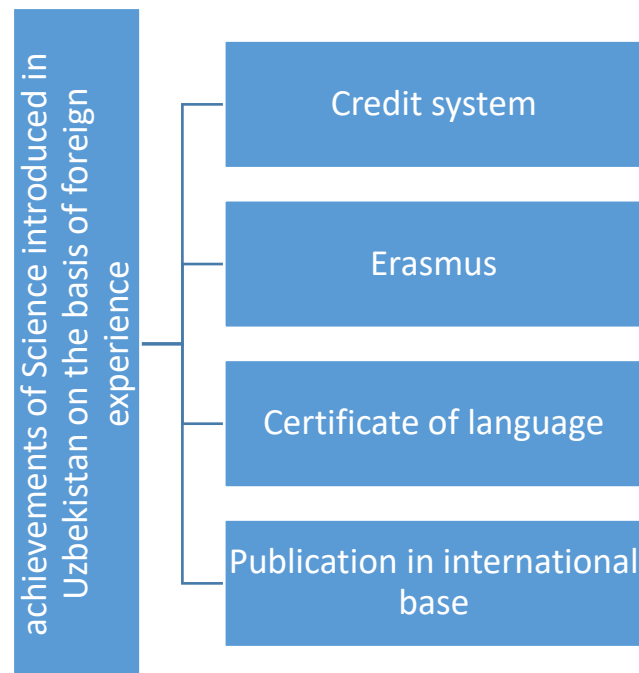 achievements of Science introduced in
Uzbekistan on the basis of foreign
experience
Credit system
Erasmus
Certificate of language
Publication in international
base